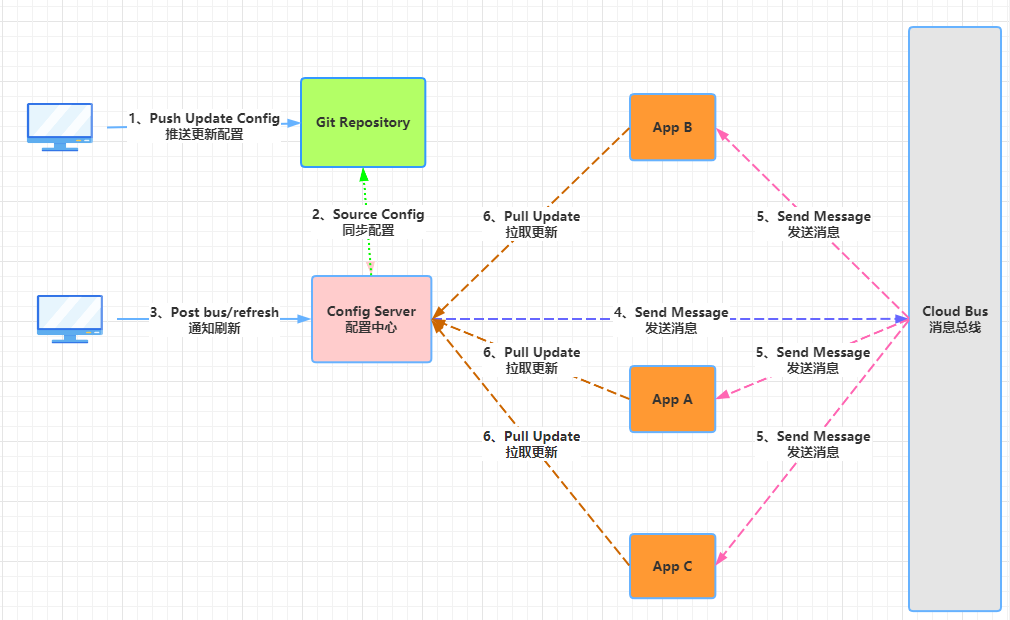 1、Push Update Config
推送更新配置
Git Repository
App B
2、Source Config
同步配置
6、Pull Update
拉取更新
5、Send Message
发送消息
3、Post bus/refresh
通知刷新
Config Server
配置中心
4、Send Message
发送消息
Cloud Bus
消息总线
6、Pull Update
拉取更新
5、Send Message
发送消息
App A
6、Pull Update
拉取更新
5、Send Message
发送消息
App C